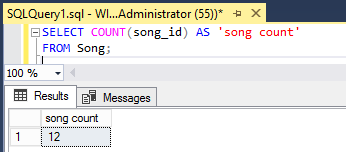 SQLQuery1.sql - WI...Administrator (55))*
SELECT COUNT(song_id) AS 'song count'
FROM Song;
100 %
Results Messages
song count
1 12